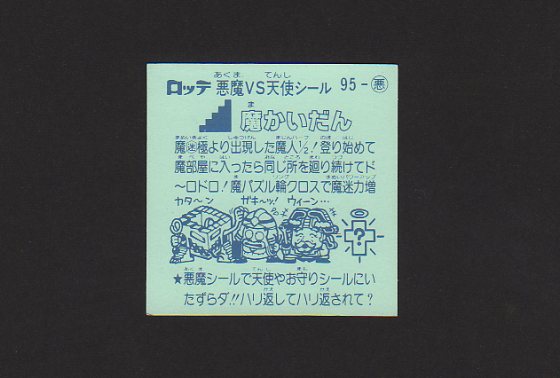 ロッテ 悪魔VS天使シール 95-悪
魔かいだん
魔迷極より出現した魔人½!登り始めて
魔部屋に入ったら同じ所を廻り続けてド
〜ロドロ!魔パズル輪クロスで魔迷力増
カタ〜ン ガキ〜ッ! ウィーン…
?
★悪魔シールで天使やお守りシールにい
たずらダ!!ハリ返してハリ返されて?